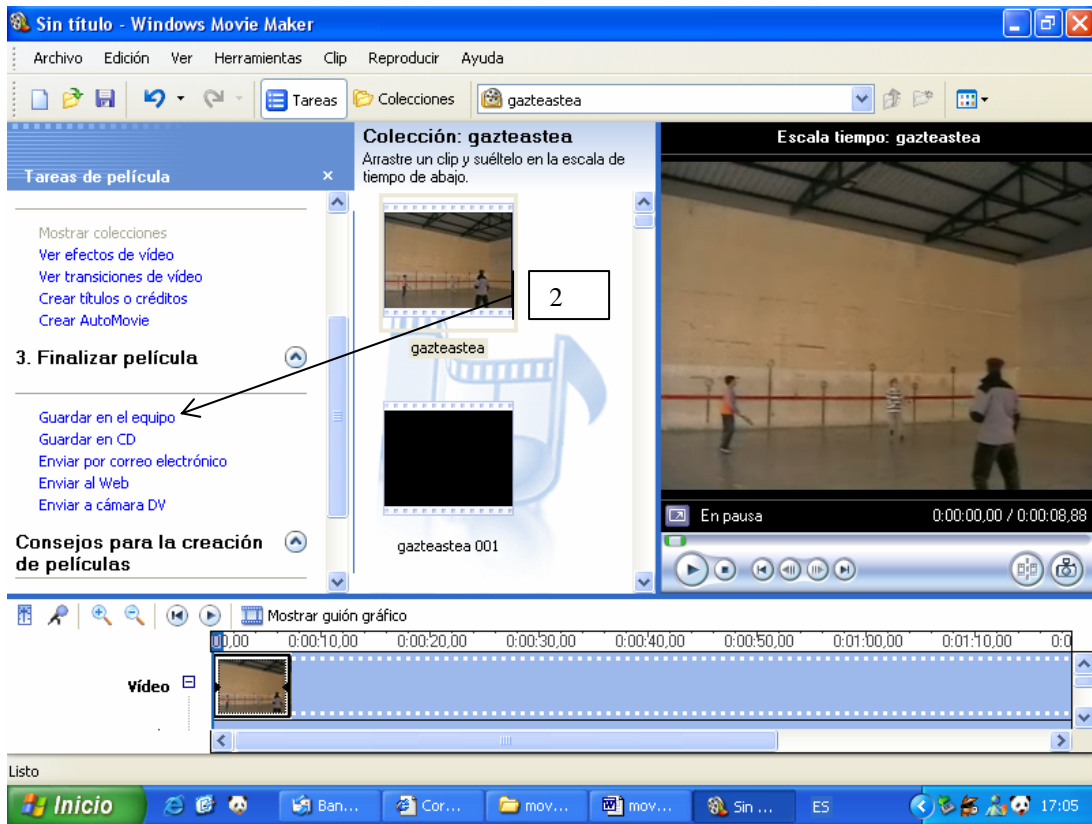 Sin título - Windows Movie Maker
Archivo Edición Ver Herramientas Clip Reproducir Ayuda
Tareas Colecciones gazteastea
Tareas de película
Mostrar colecciones
Ver efectos de vídeo
Ver transiciones de vídeo
Crear títulos o créditos
Crear AutoMovie
3. Finalizar película
Guardar en el equipo
Guardar en CD
Enviar por correo electrónico
Enviar al Web
Enviar a cámara DV
Consejos para la creación
de películas
Colección: gazteastea
Arrastre un clip y suéltelo en la escala de
tiempo de abajo.
gazteastea
2
gazteastea 001
Escala tiempo: gazteastea
En pausa 0:00:00,00 / 0:00:08,88
Mostrar guión gráfico
00,00 0:00:10,00 0:00:20,00 0:00:30,00 0:00:40,00 0:00:50,00 0:01:00,00 0:01:10,00 0:0
Vídeo
Listo
Inicio Ban... Cor... mov... mov... Sin ... ES 17:05